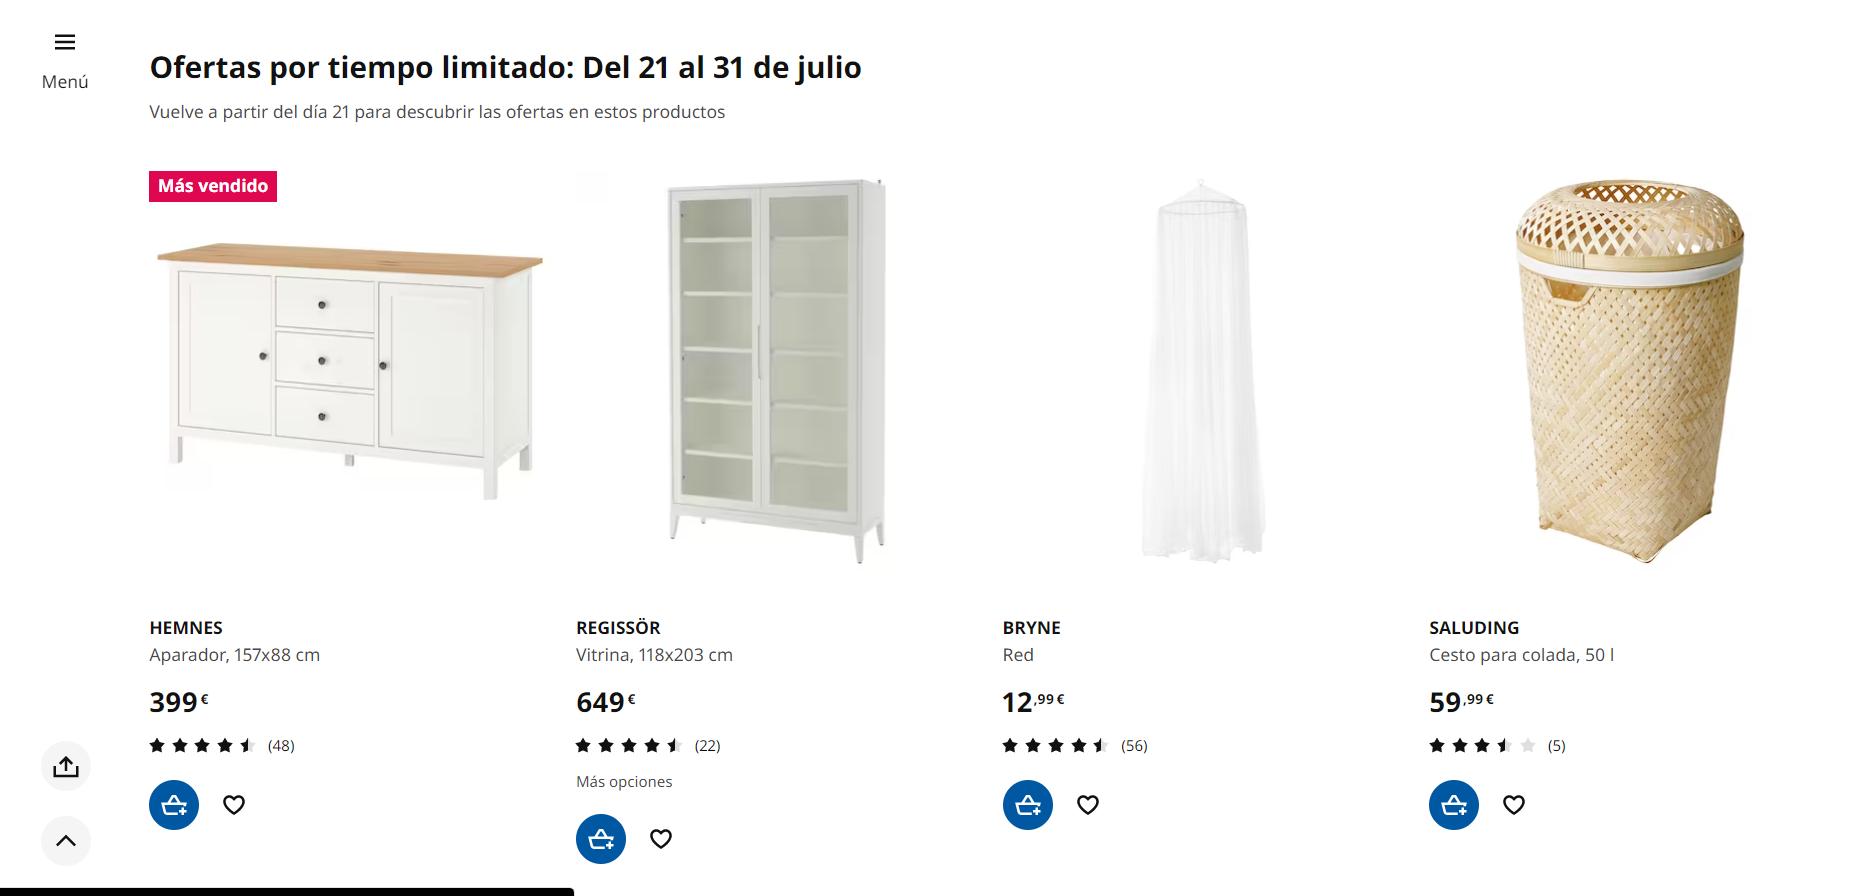 Menú
Ofertas por tiempo limitado: Del 21 al 31 de julio
Vuelve a partir del día 21 para descubrir las ofertas en estos productos
Más vendido
HEMNES
Aparador, 157x88 cm
399€
(48)
REGISSÖR
Vitrina, 118x203 cm
649€
(22)
Más opciones
BRYNE
Red
12,99€
(56)
SALUDING
Cesto para colada, 50 l
59,99€
(5)